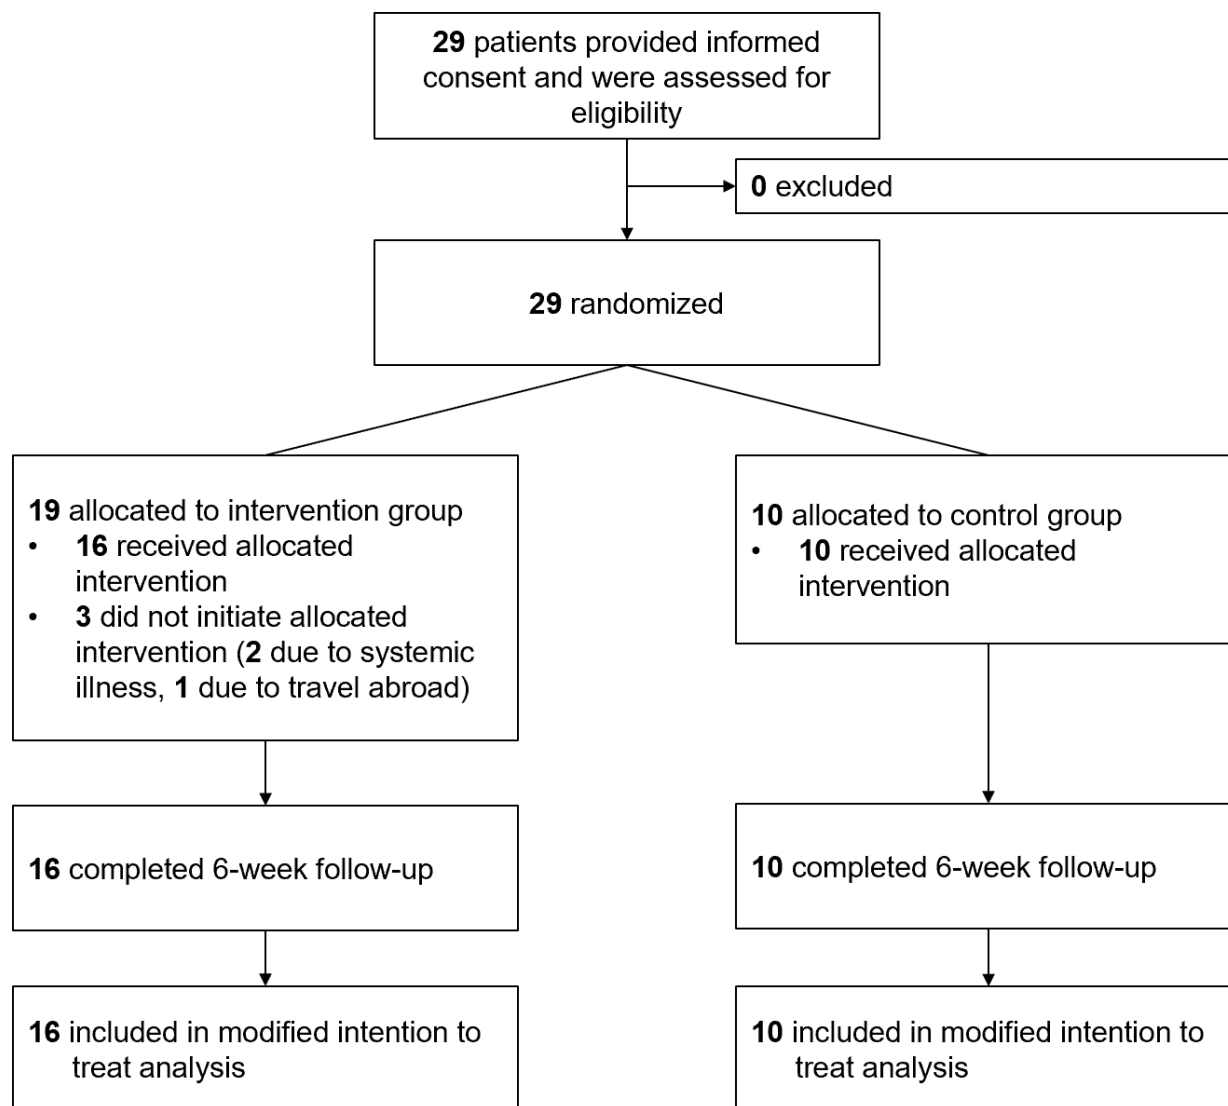 29 patients provided informed
consent and were assessed for
eligibility
0 excluded
29 randomized
19 allocated to intervention group
• 16 received allocated
intervention
• 3 did not initiate allocated
intervention (2 due to systemic
illness, 1 due to travel abroad)
10 allocated to control group
• 10 received allocated
intervention
16 completed 6-week follow-up
10 completed 6-week follow-up
16 included in modified intention to
treat analysis
10 included in modified intention to
treat analysis